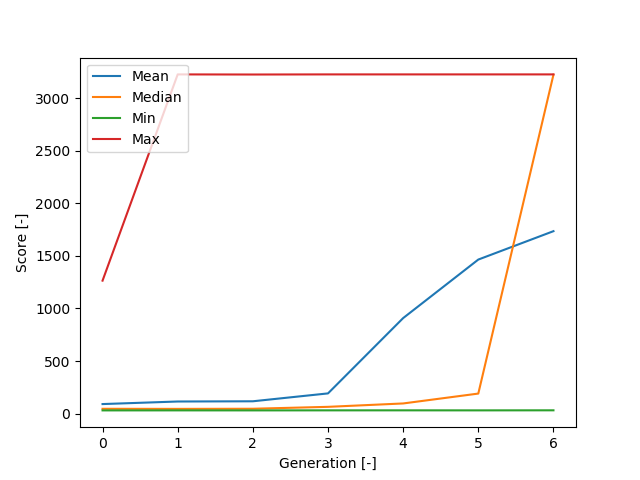 Mean
Median
Min
Max
3000
2500
2000
1500
1000
500
0
Score [-]
0 1 2 3 4 5 6
Generation [-]